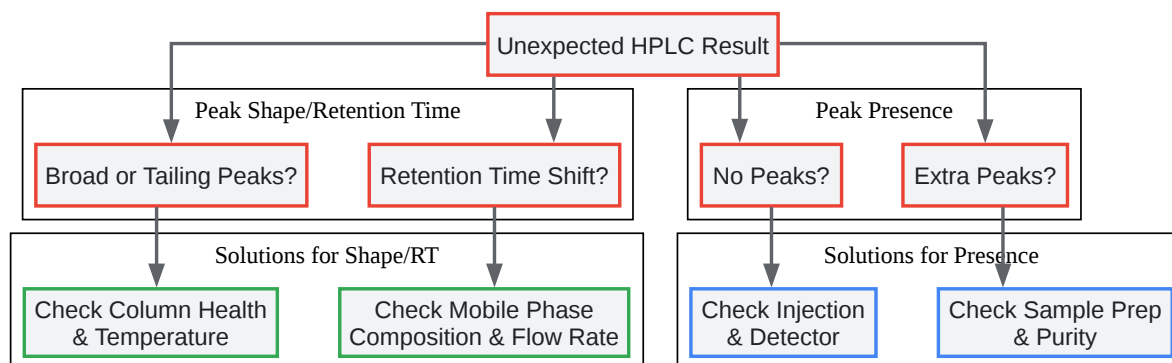 Unexpected HPLC Result
Peak Shape/Retention Time
Peak Presence
Broad or Tailing Peaks?
Retention Time Shift?
No Peaks?
Extra Peaks?
Solutions for Shape/RT
Solutions for Presence
Check Column Health
& Temperature
Check Mobile Phase
Composition & Flow Rate
Check Injection
& Detector
Check Sample Prep
& Purity